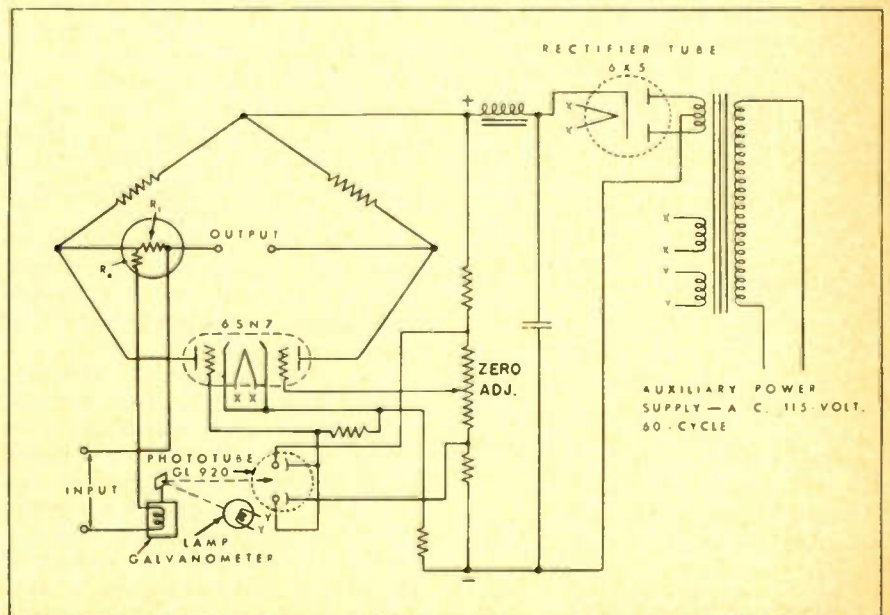 RECTIFIER TUBE
6X5
+
X
X
R₁
OUTPUT
R₂
X
X
Y
Y
6SN7
X X
ZERO
ADJ.
AUXILIARY POWER
SUPPLY—A C. 115-VOLT,
60-CYCLE
PHOTOTUBE
GL 920
INPUT
Y
Y
LAMP
GALVANOMETER
−